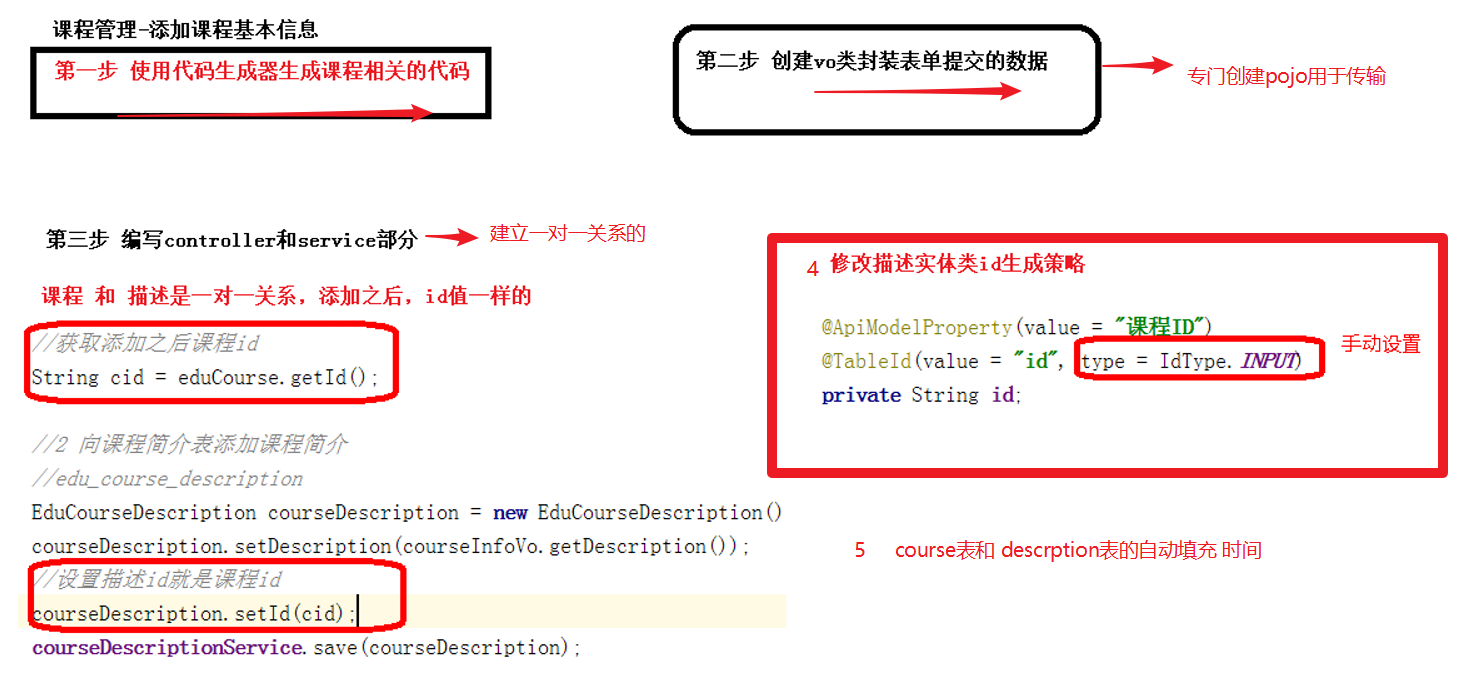 课程管理-添加课程基本信息
第一步 使用代码生成器生成课程相关的代码
第二步 创建vo类封装表单提交的数据
专门创建pojo用于传输
第三步 编写controller和service部分
建立一对一关系的
课程 和 描述是一对一关系，添加之后，id值一样的
//获取添加之后课程id
String cid = eduCourse.getId();
//2 向课程简介表添加课程简介
//edu_course_description
EduCourseDescription courseDescription = new EduCourseDescription()
courseDescription.setDescription(courseInfoVo.getDescription());
//设置描述id就是课程id
courseDescription.setId(cid);
courseDescriptionService.save(courseDescription);
4 修改描述实体类id生成策略
@ApiModelProperty(value = "课程ID")
@TableId(value = "id", type = IdType.INPUT)
private String id;
手动设置
5 course表和 descrption表的自动填充 时间